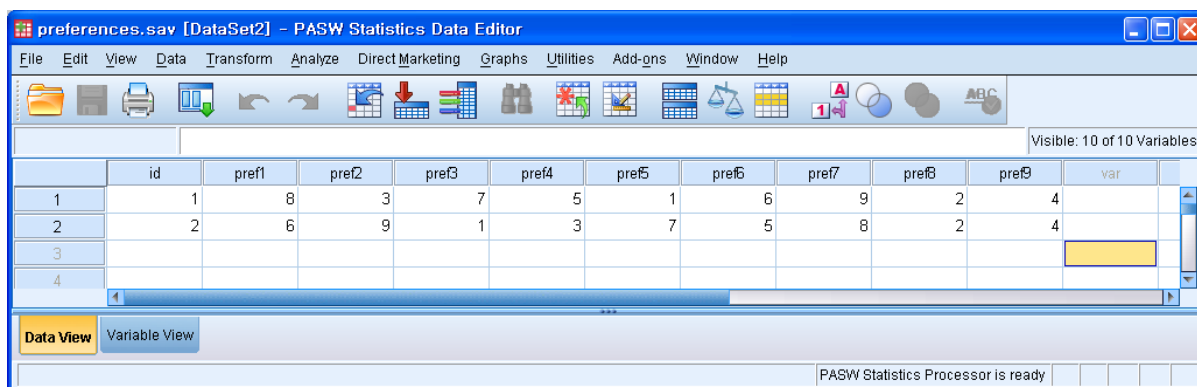 preferences.sav [DataSet2] - PASW Statistics Data Editor
File Edit View Data Transform Analyze Direct Marketing Graphs Utilities Add-ons Window Help
A
1
ABC
Visible: 10 of 10 Variables
id pref1 pref2 pref3 pref4 pref5 pref6 pref7 pref8 pref9 var
1 1 8 3 7 5 1 6 9 2 4
2 2 6 9 1 3 7 5 8 2 4
3
4
Data View Variable View
PASW Statistics Processor is ready